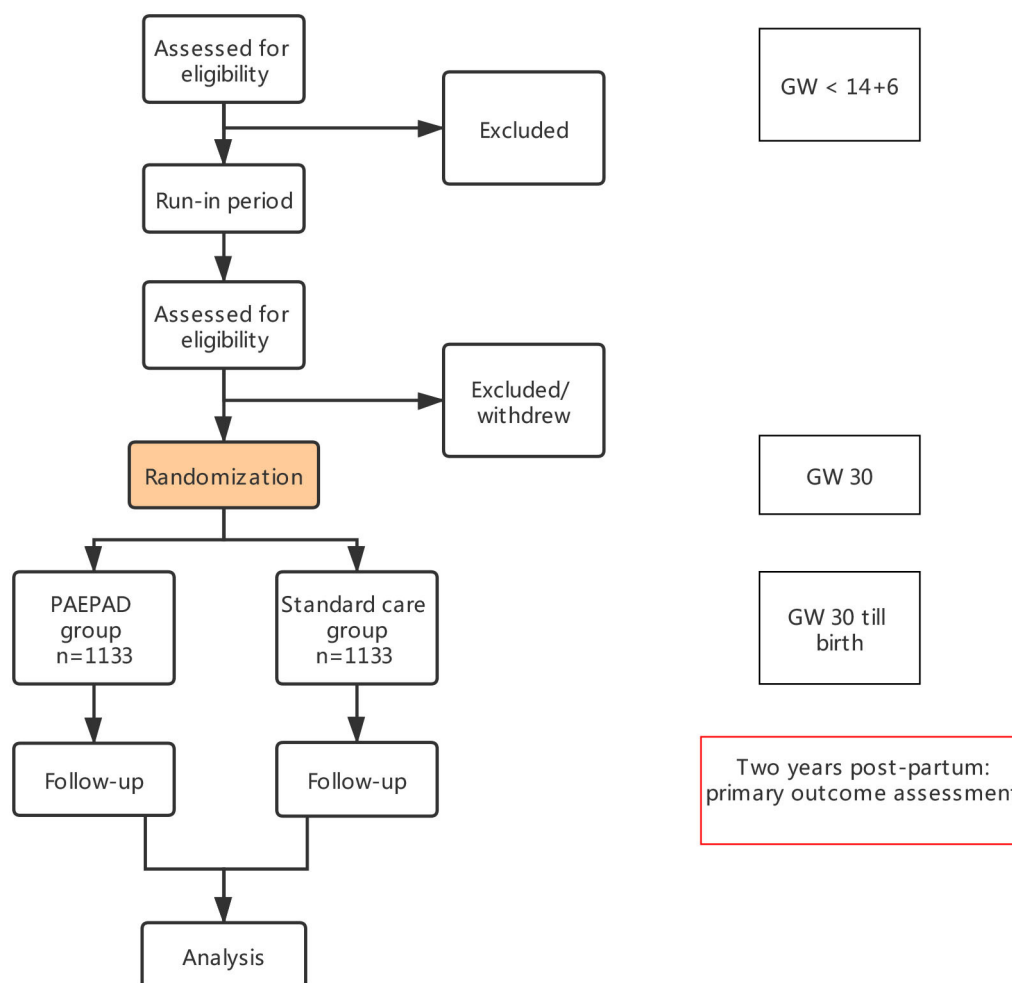 Assessed for
eligibility
GW < 14+6
Excluded
Run-in period
Assessed for
eligibility
Excluded/
withdrew
Randomization
GW 30
PAEPAD
group
n=1133
Standard care
group
n=1133
GW 30 till
birth
Follow-up
Follow-up
Two years post-partum:
primary outcome assessment
Analysis